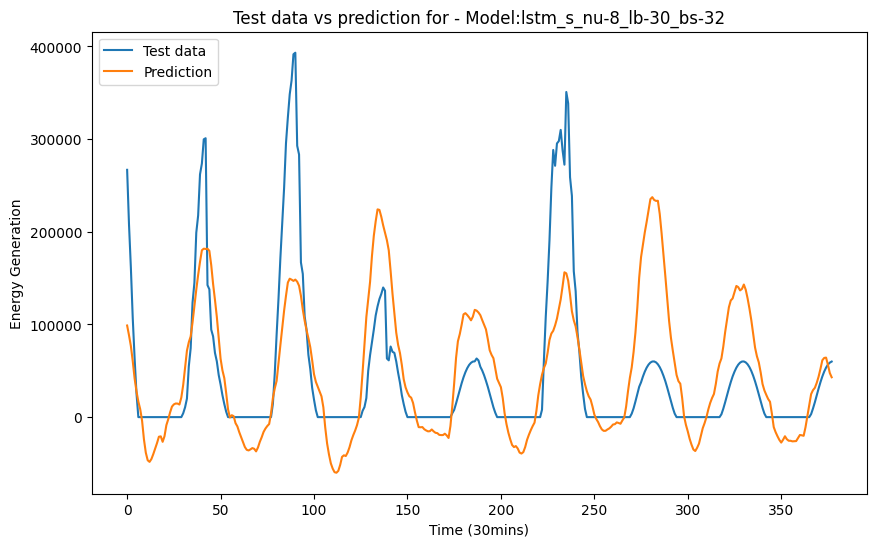 Test data vs prediction for - Model:lstm_s_nu-8_lb-30_bs-32
Test data
Prediction
400000
300000
200000
100000
0
Energy Generation
0 50 100 150 200 250 300 350
Time (30mins)